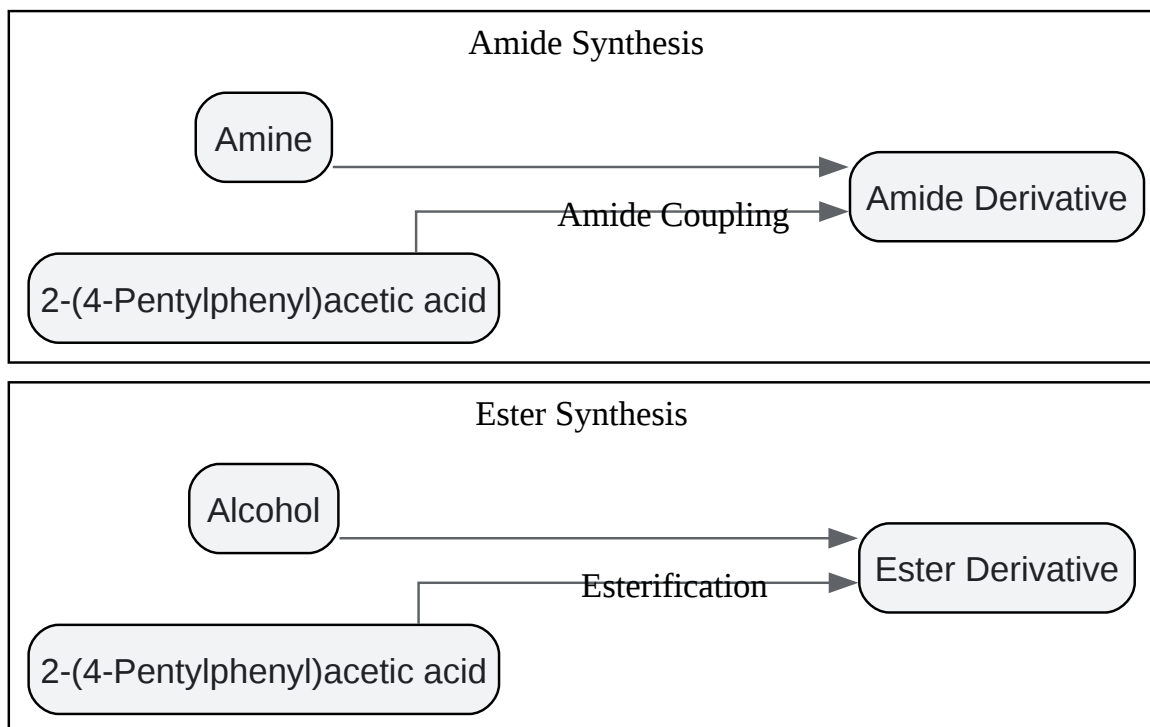 Amide Synthesis
Amine
Amide Derivative
Amide Coupling
2-(4-Pentylphenyl)acetic acid
Ester Synthesis
Alcohol
Ester Derivative
Esterification
2-(4-Pentylphenyl)acetic acid